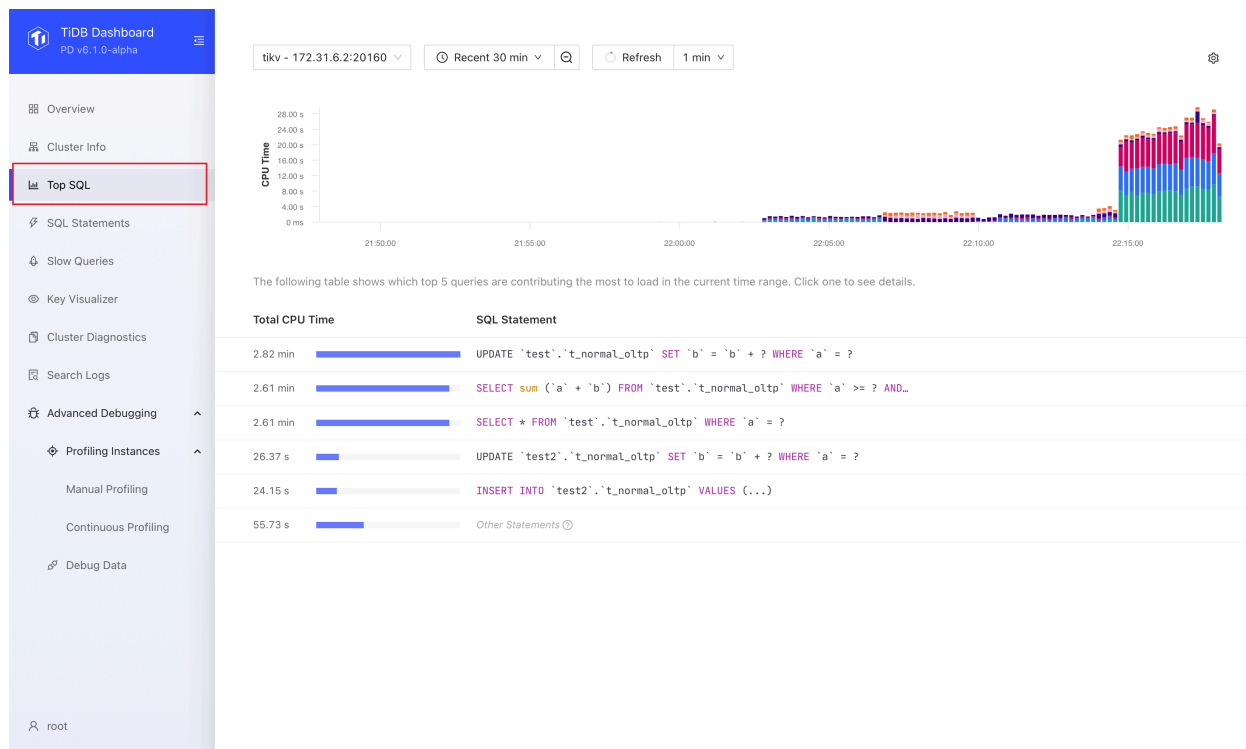 TiDB Dashboard
PD v6.1.0-alpha
Overview
Cluster Info
Top SQL
SQL Statements
Slow Queries
Key Visualizer
Cluster Diagnostics
Search Logs
Advanced Debugging
Profiling Instances
Manual Profiling
Continuous Profiling
Debug Data
root
tikv - 172.31.6.2:20160 Recent 30 min Refresh 1 min
CPU Time
28.00 s
24.00 s
20.00 s
16.00 s
12.00 s
8.00 s
4.00 s
0 ms
21:50:00 21:55:00 22:00:00 22:05:00 22:10:00 22:15:00
The following table shows which top 5 queries are contributing the most to load in the current time range. Click one to see details.
Total CPU Time SQL Statement
2.82 min UPDATE `test`.`t_normal_oltp` SET `b` = `b` + ? WHERE `a` = ?
2.61 min SELECT sum (`a` + `b`) FROM `test`.`t_normal_oltp` WHERE `a` >= ? AND…
2.61 min SELECT * FROM `test`.`t_normal_oltp` WHERE `a` = ?
26.37 s UPDATE `test2`.`t_normal_oltp` SET `b` = `b` + ? WHERE `a` = ?
24.15 s INSERT INTO `test2`.`t_normal_oltp` VALUES (...)
55.73 s Other Statements